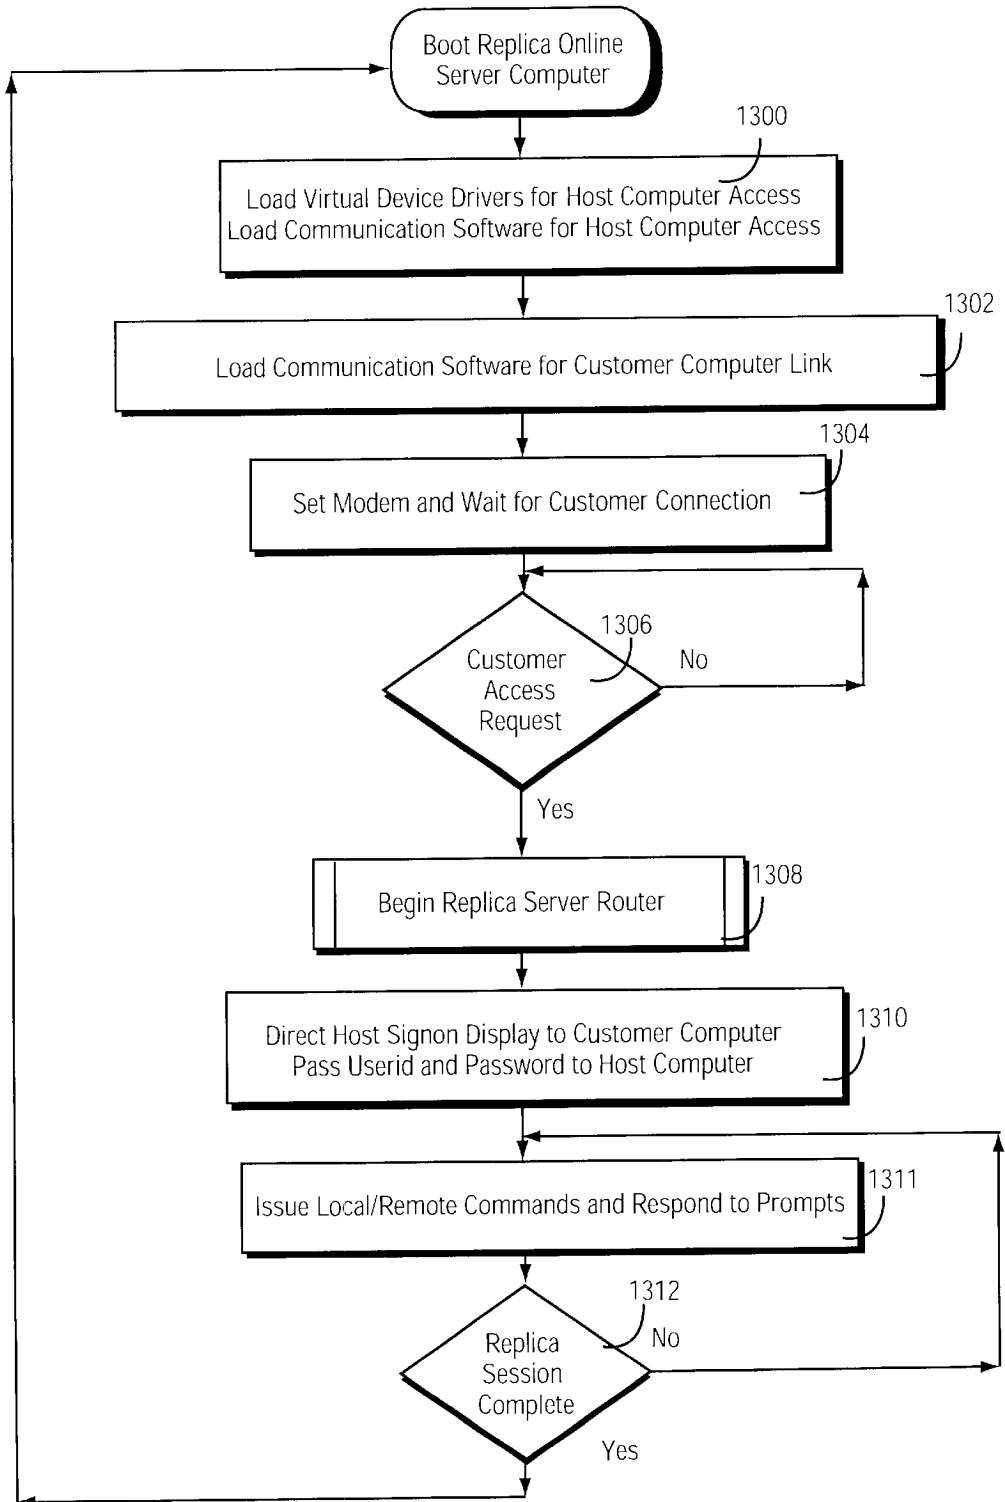 Boot Replica Online
Server Computer
1300
Load Virtual Device Drivers for Host Computer Access
Load Communication Software for Host Computer Access
1302
Load Communication Software for Customer Computer Link
1304
Set Modem and Wait for Customer Connection
1306
Customer
Access
Request
No
Yes
1308
Begin Replica Server Router
1310
Direct Host Signon Display to Customer Computer
Pass Userid and Password to Host Computer
1311
Issue Local/Remote Commands and Respond to Prompts
1312
Replica
Session
Complete
No
Yes